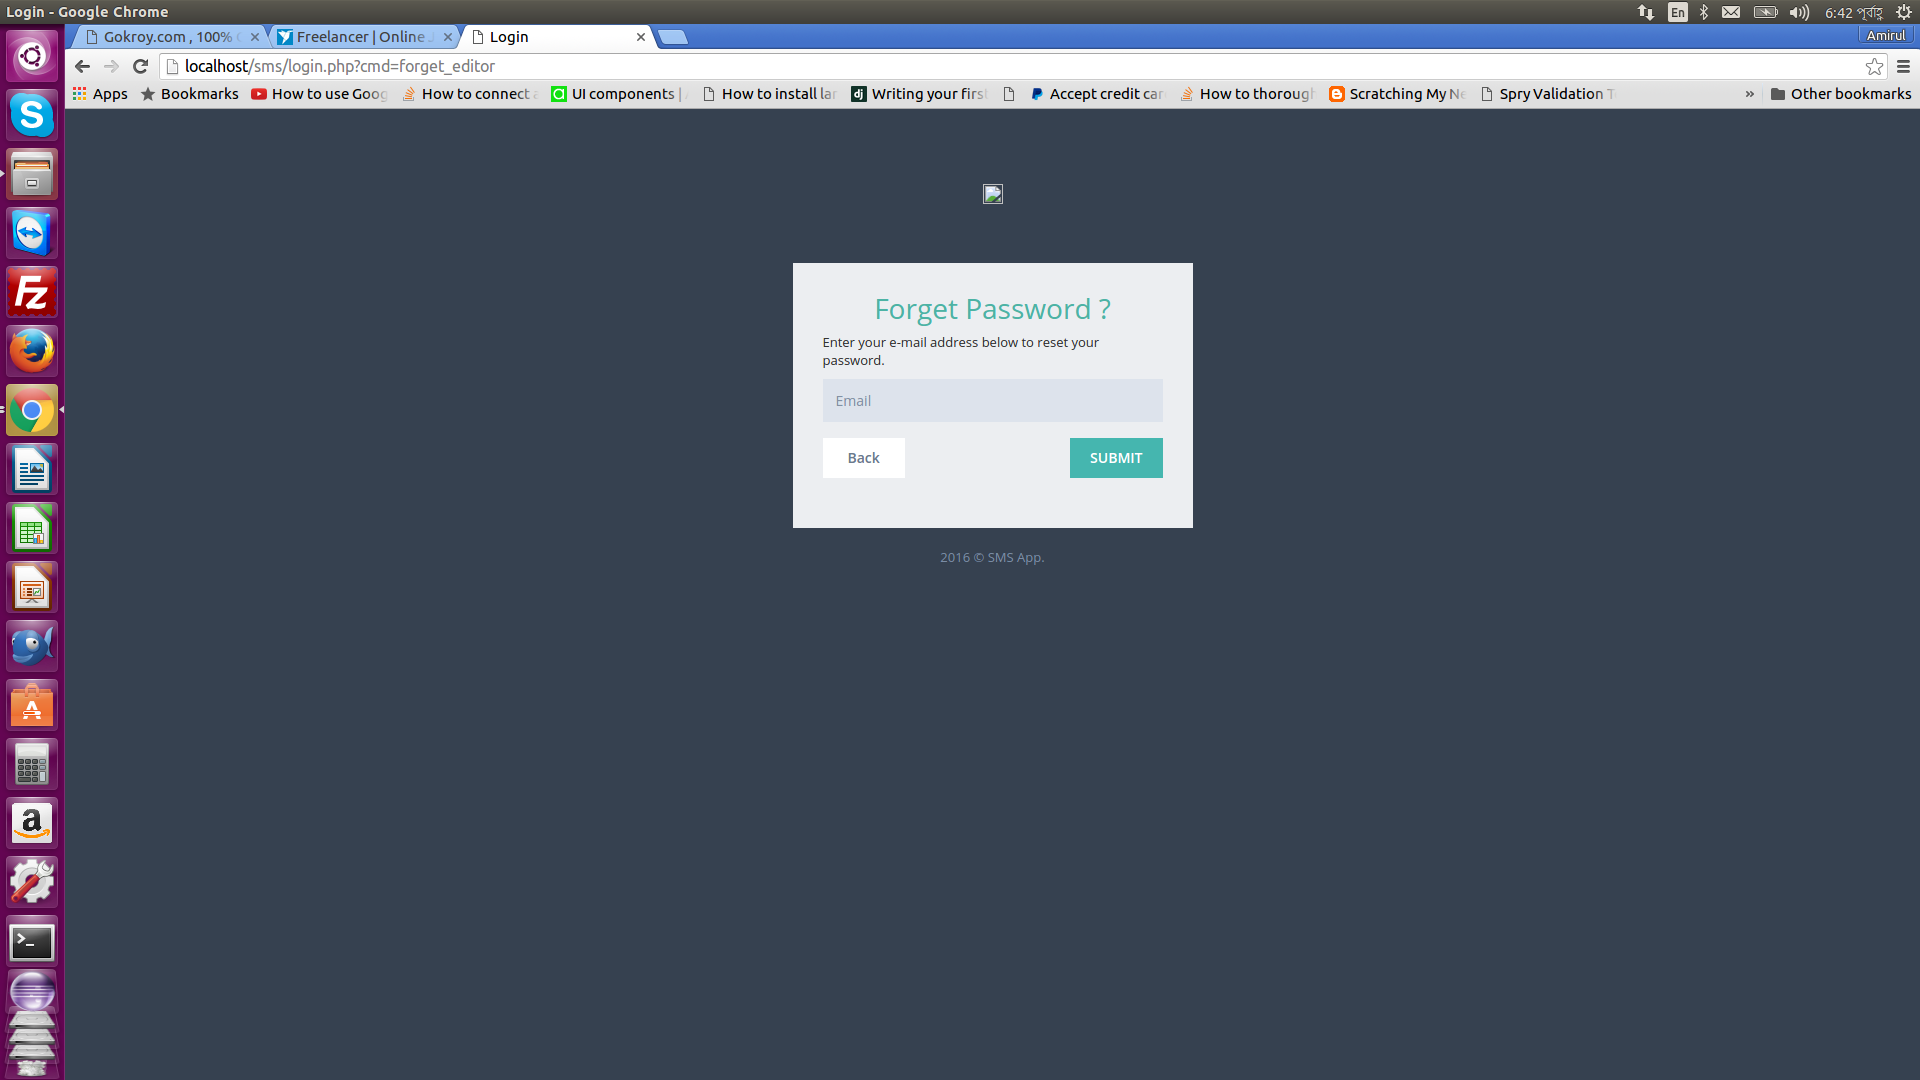 Login - Google Chrome
En
6:42 পূর্বাহ্ণ
Gokroy.com , 100%
Freelancer | Online
Login
Amirul
localhost/sms/login.php?cmd=forget_editor
Apps
Bookmarks
How to use Goog
How to connect
UI components |
How to install lar
Writing your first
Accept credit car
How to thorough
Scratching My Ne
Spry Validation T
»
Other bookmarks
Forget Password ?
Enter your e-mail address below to reset your
password.
Email
Back
SUBMIT
2016 © SMS App.